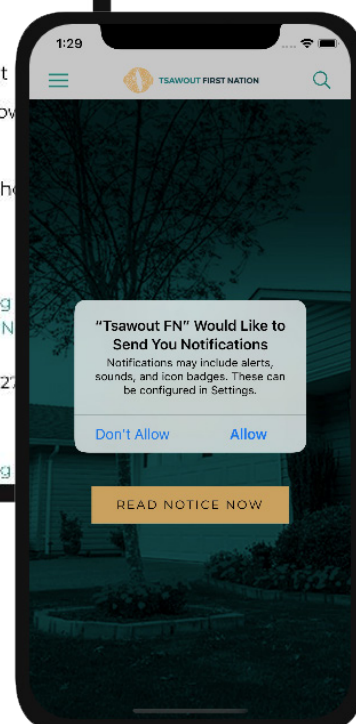 1:29
TSAWOUT FIRST NATION
"Tsawout FN" Would Like to
Send You Notifications
Notifications may include alerts,
sounds, and icon badges. These can
be configured in Settings.
Don't Allow
Allow
READ NOTICE NOW